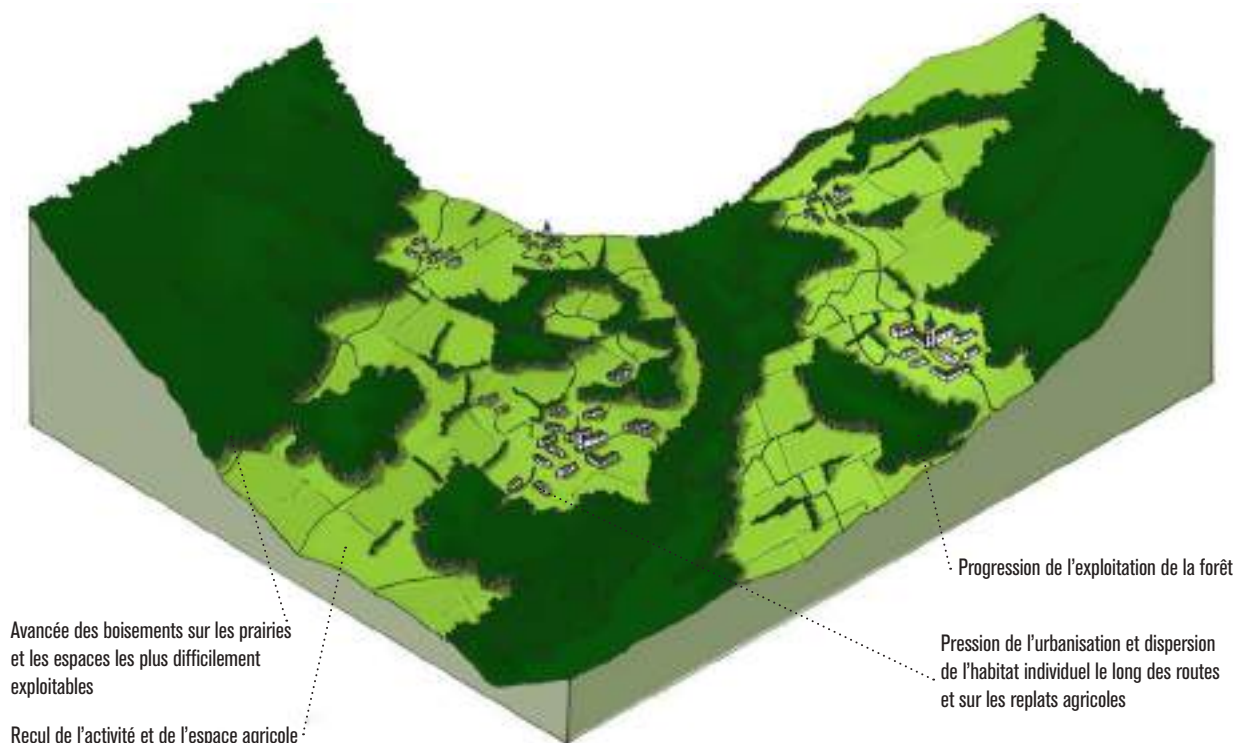 Progression de l'exploitation de la forêt
Avancée des boisements sur les prairies
et les espaces les plus difficilement
exploitables
Pression de l'urbanisation et dispersion
de l'habitat individuel le long des routes
et sur les replats agricoles
Recul de l'activité et de l'espace agricole